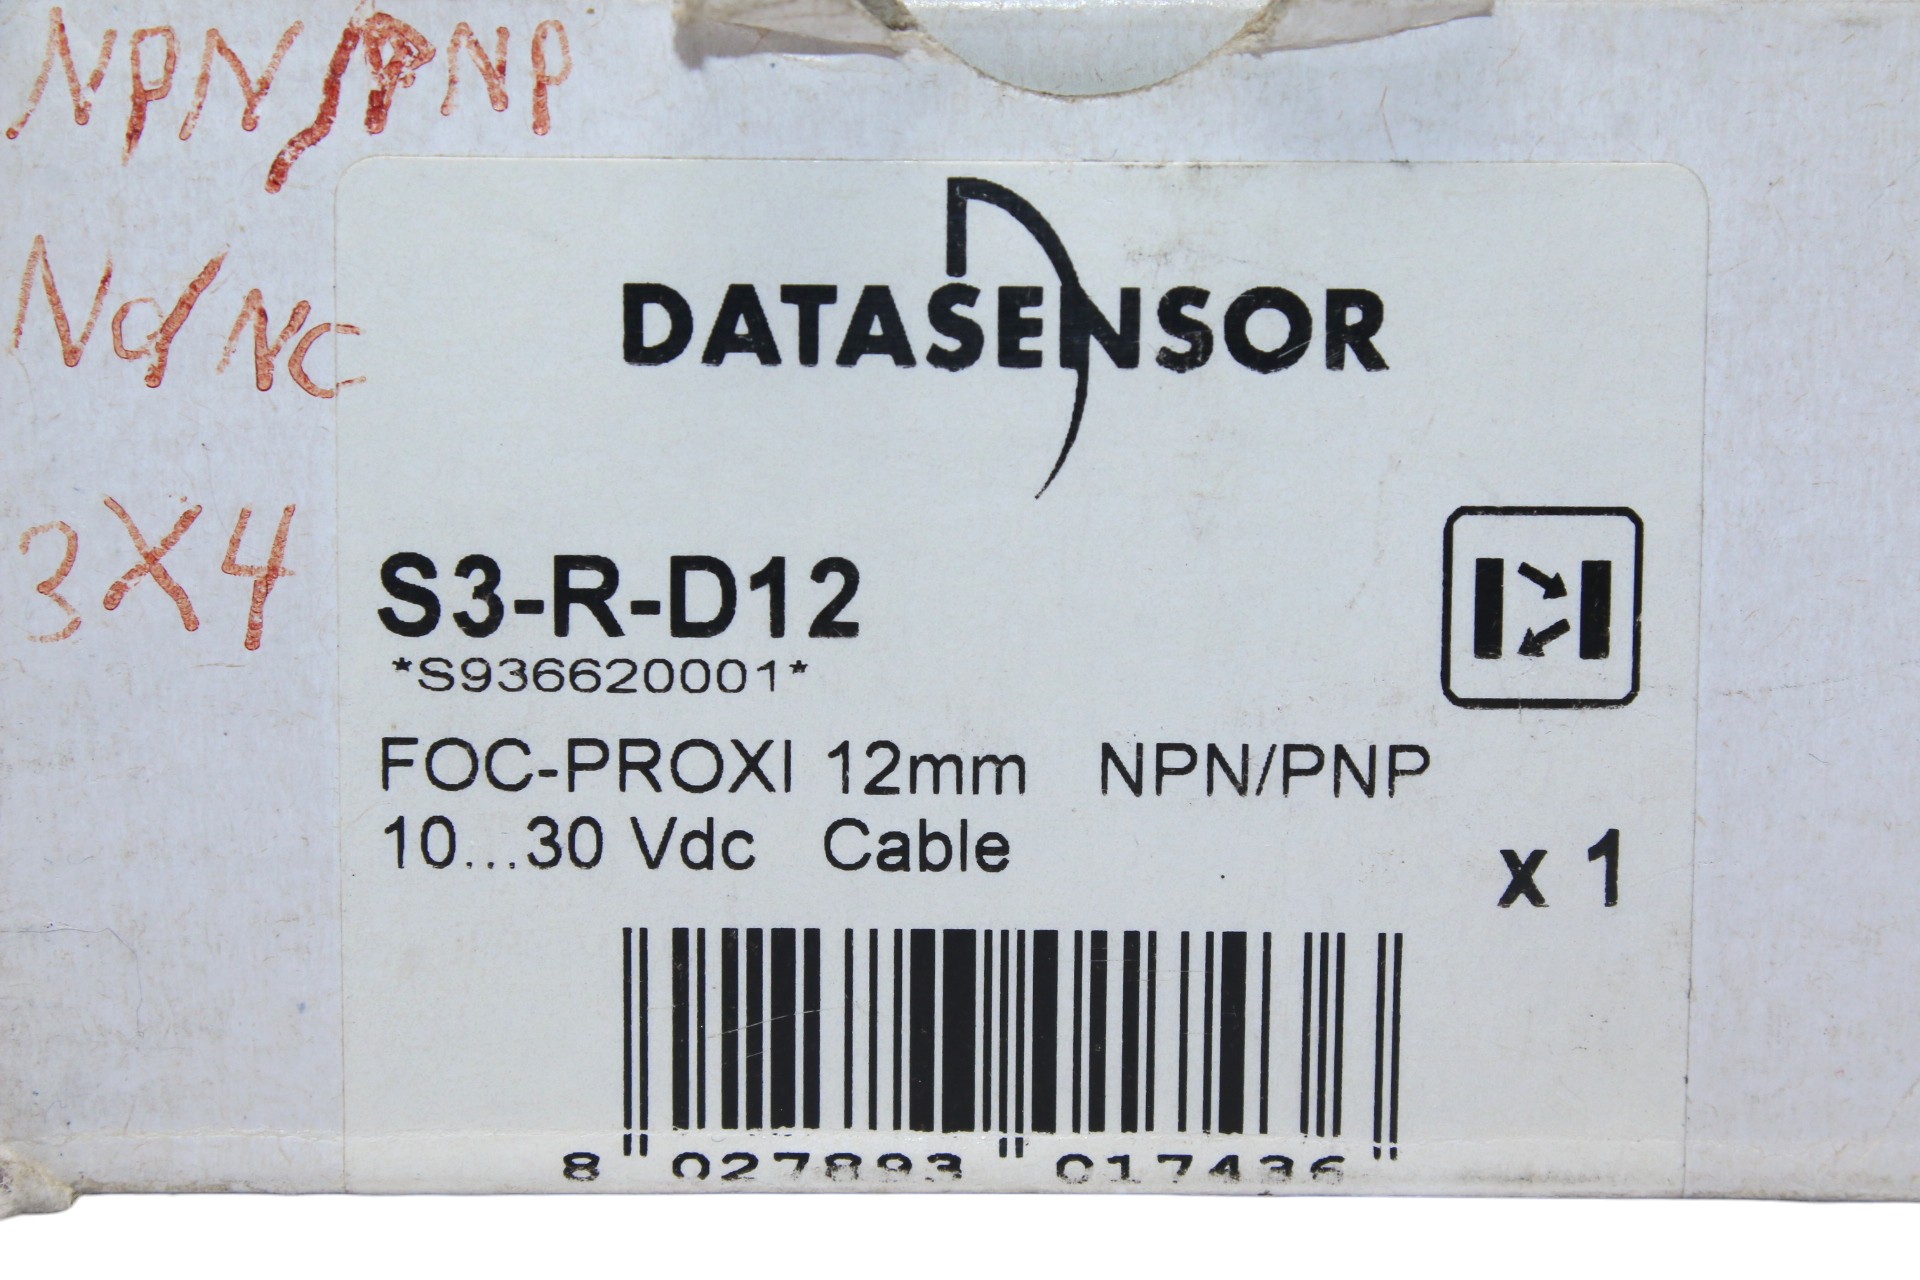 NPN/PNP
NO/NC
3X4
DATASENSOR
S3-R-D12
*S936620001*
FOC-PROXI 12mm NPN/PNP
10...30 Vdc Cable
x 1
8 "027893 "017436 "